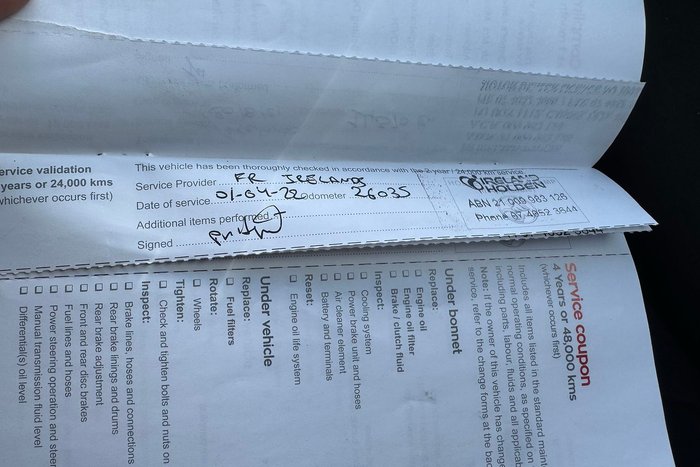 ervice validation
years or 24,000 kms
whichever occurs first)
This vehicle has been thoroughly checked in accordance with the 2 year / 24,000 km service.
Service Provider FR IRELANDS
Date of service 01-04-22 Odometer 26035
Additional items performed
Signed
IRELAND
HOLDEN
ABN 21 009 083 125
Phone 07 4952 3544
Service coupon
4 Years or 48,000 kms
(whichever occurs first)
Includes all items listed in the standard main
normal operating conditions, as specified on
including parts, labour, fluids and all applicab
Note: If the owner of this vehicle has chang
service, refer to the change forms at the bac
Under bonnet
Replace:
Engine oil
Engine oil filter
Brake / clutch fluid
Inspect:
Cooling system
Power brake unit and hoses
Air cleaner element
Battery and terminals
Reset:
Engine oil life system
Under vehicle
Replace:
Fuel filters
Rotate:
Wheels
Tighten:
Check and tighten bolts and nuts on
Inspect:
Brake lines, hoses and connections
Rear brake linings and drums
Rear brake adjustment
Front and rear disc brakes
Fuel lines and hoses
Power steering operation and steer
Manual transmission fluid level
Differential(s) oil level